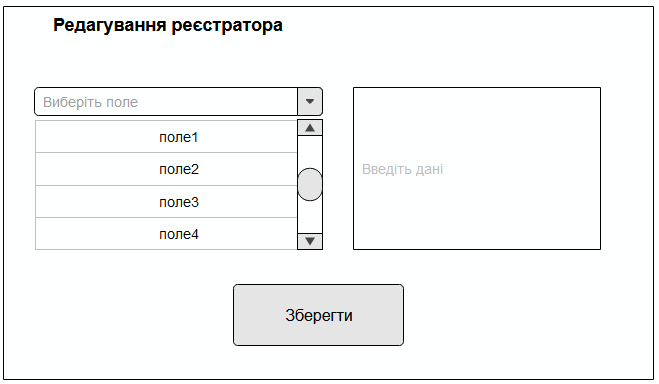 Редагування реєстратора
Виберіть поле
поле1
поле2
поле3
поле4
Введіть дані
Зберегти